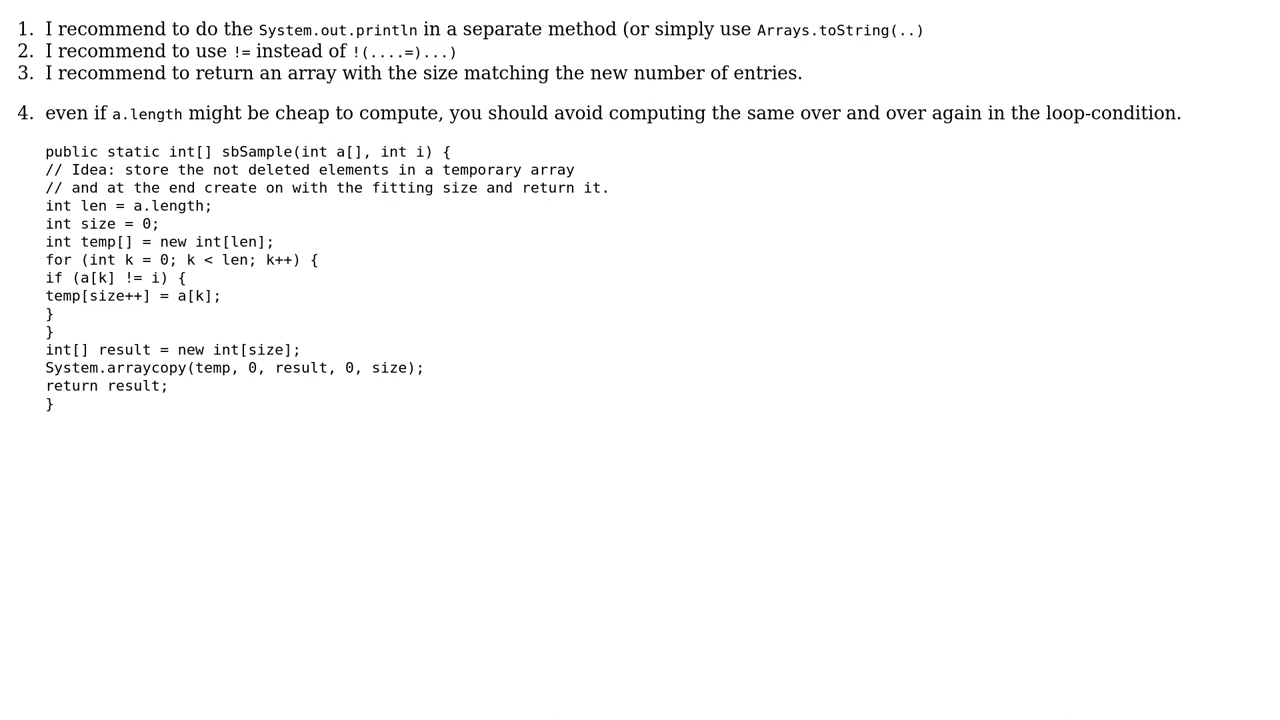 1. I recommend to do the System.out.println in a separate method (or simply use Arrays.toString(..)
2. I recommend to use != instead of !(....=)...)
3. I recommend to return an array with the size matching the new number of entries.
4. even if a.length might be cheap to compute, you should avoid computing the same over and over again in the loop-condition.
public static int[] sbSample(int a[], int i) {
// Idea: store the not deleted elements in a temporary array
// and at the end create on with the fitting size and return it.
int len = a.length;
int size = 0;
int temp[] = new int[len];
for (int k = 0; k < len; k++) {
if (a[k] != i) {
temp[size++] = a[k];
}
}
int[] result = new int[size];
System.arraycopy(temp, 0, result, 0, size);
return result;
}